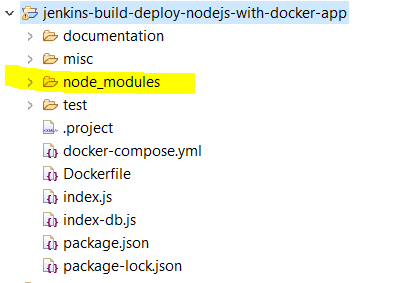 jenkins-build-deploy-nodejs-with-docker-app
documentation
misc
node_modules
test
.project
docker-compose.yml
Dockerfile
index.js
index-db.js
package.json
package-lock.json